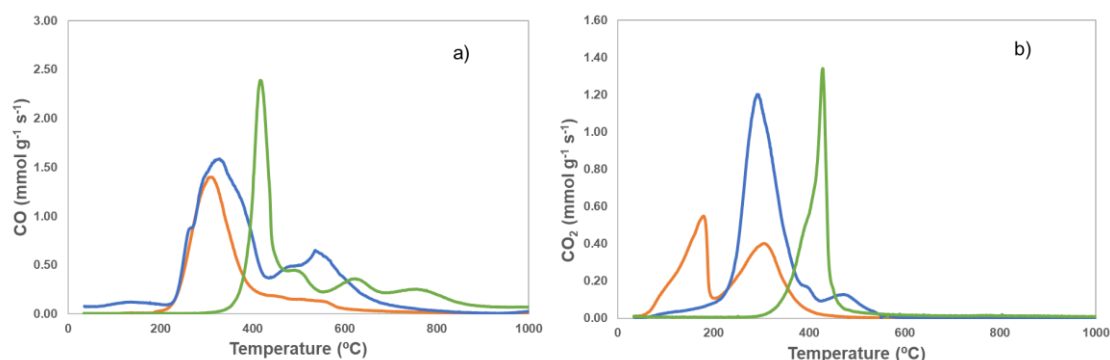 3.00
2.50
2.00
1.50
1.00
0.50
0.00
CO (mmol g⁻¹ s⁻¹)
a)
0 200 400 600 800 1000
Temperature (ºC)
1.60
1.40
1.20
1.00
0.80
0.60
0.40
0.20
0.00
CO₂ (mmol g⁻¹ s⁻¹)
b)
0 200 400 600 800 1000
Temperature (ºC)